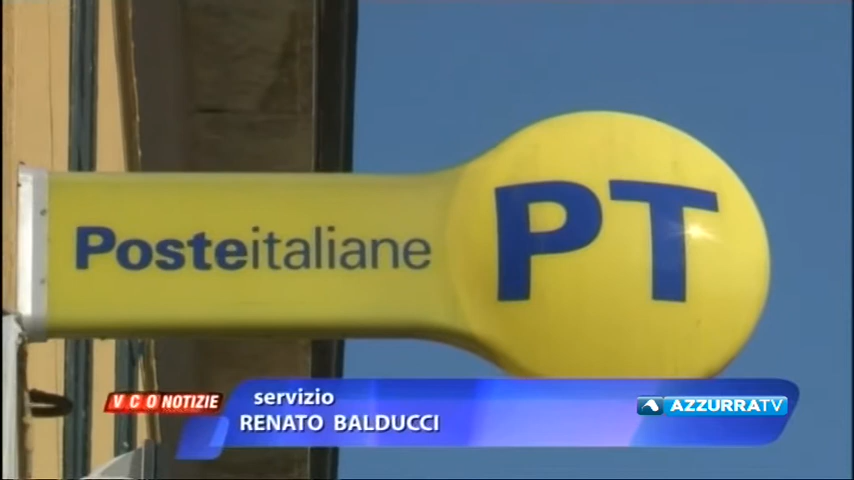 Posteitaliane
PT
VCO NOTIZIE
servizio
RENATO BALDUCCI
AZZURRATV